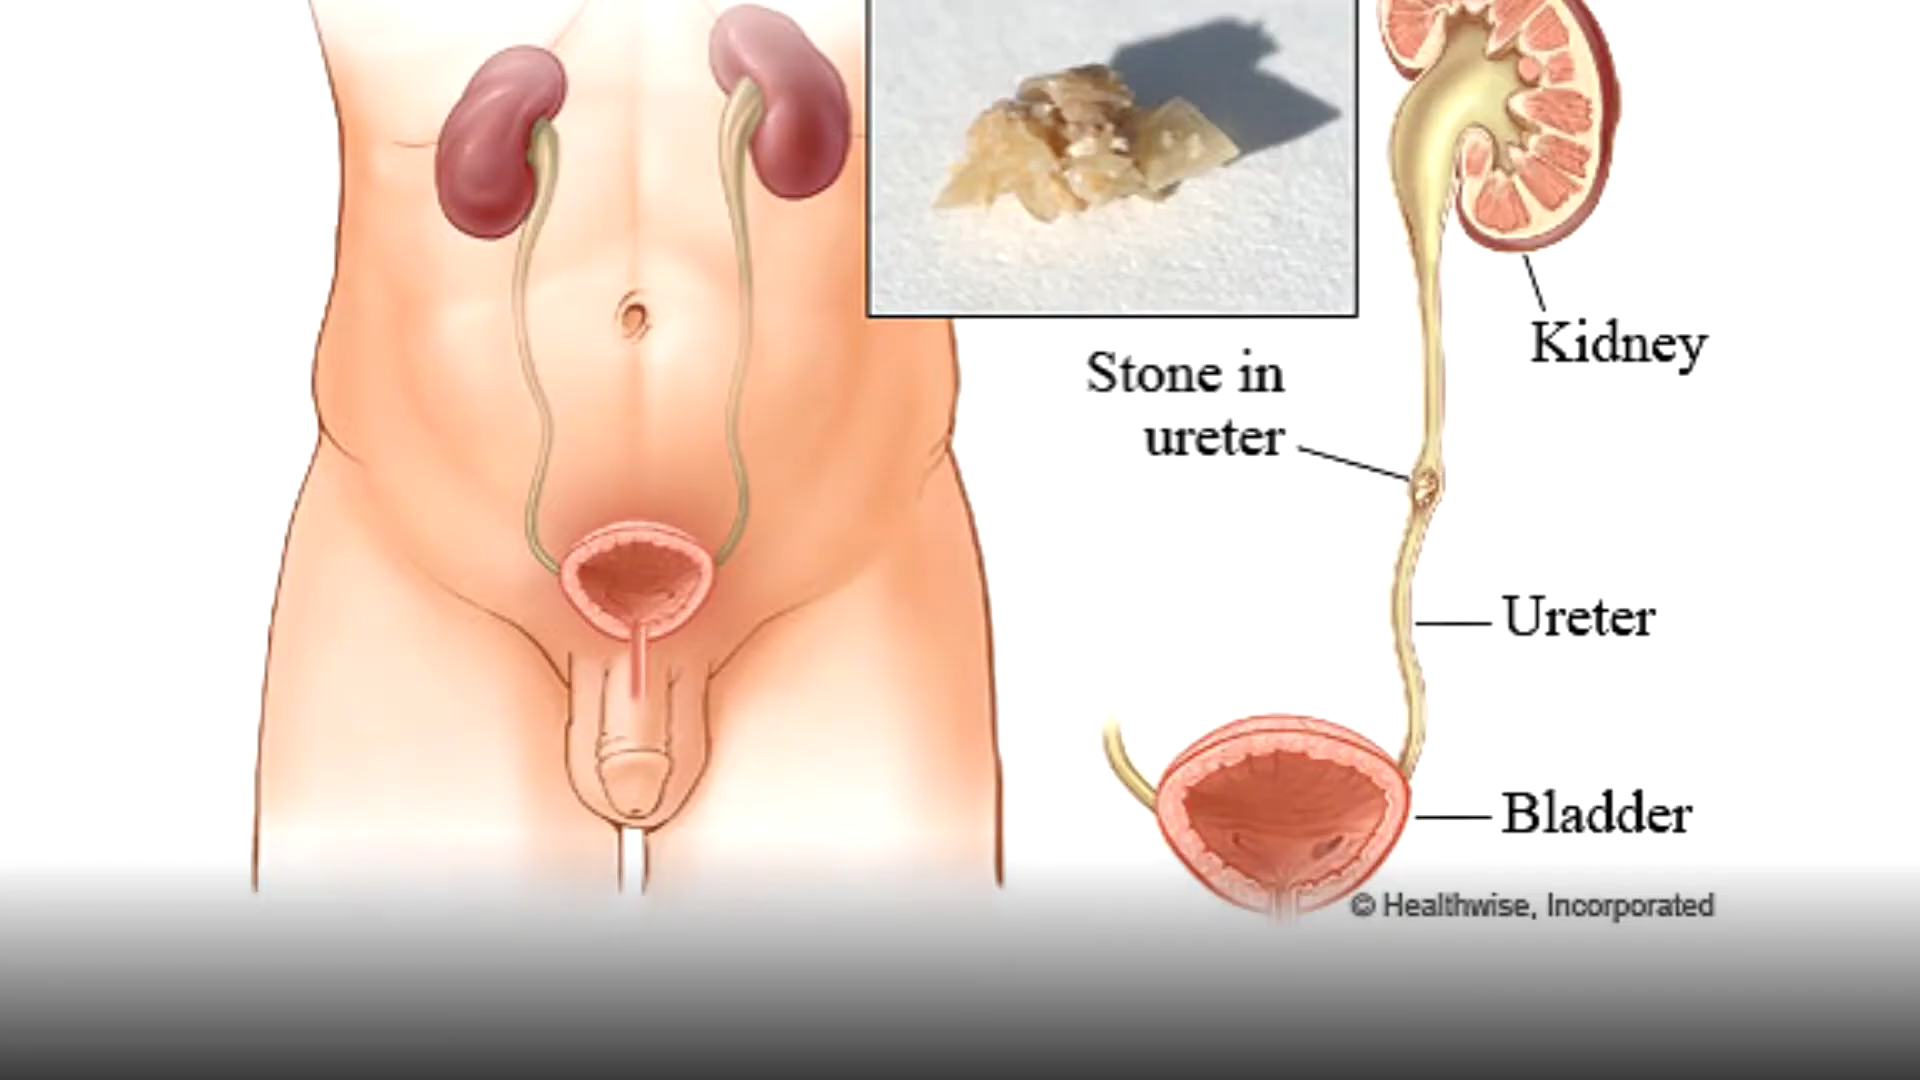 Kidney
Stone in
ureter
Ureter
Bladder
© Healthwise, Incorporated